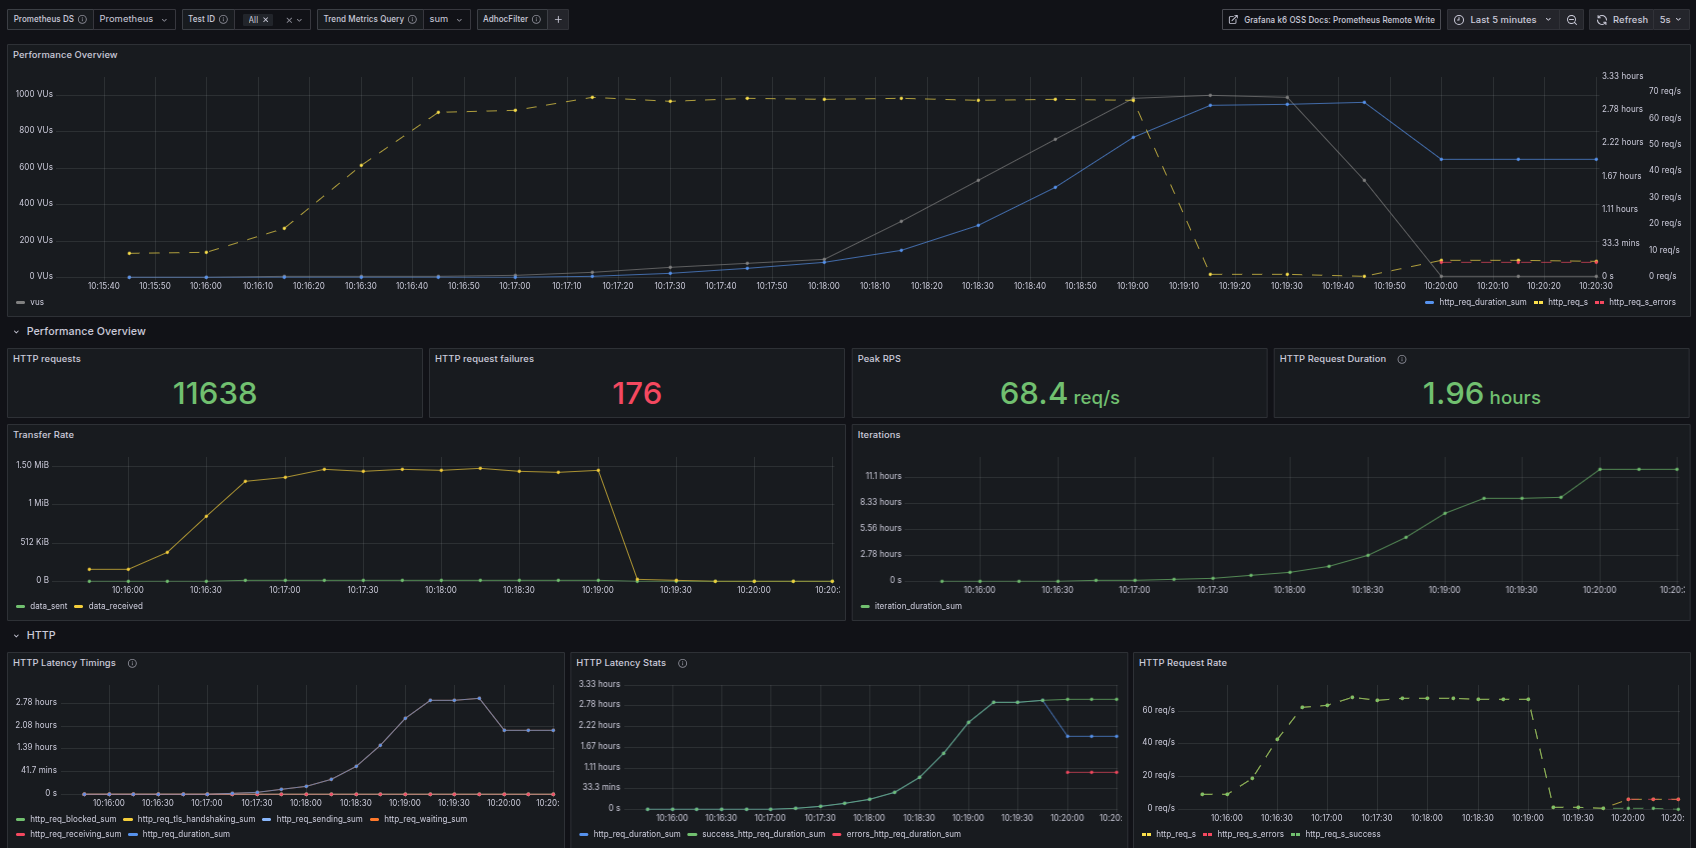 Prometheus DS Prometheus Test ID All Trend Metrics Query sum AdhocFilter + Grafana k6 OSS Docs: Prometheus Remote Write Last 5 minutes Refresh 5s
Performance Overview
1000 VUs
800 VUs
600 VUs
400 VUs
200 VUs
0 VUs
3.33 hours
2.78 hours
2.22 hours
1.67 hours
1.11 hours
33.3 mins
0 s
70 req/s
60 req/s
50 req/s
40 req/s
30 req/s
20 req/s
10 req/s
0 req/s
10:15:40 10:15:50 10:16:00 10:16:10 10:16:20 10:16:30 10:16:40 10:16:50 10:17:00 10:17:10 10:17:20 10:17:30 10:17:40 10:17:50 10:18:00 10:18:10 10:18:20 10:18:30 10:18:40 10:18:50 10:19:00 10:19:10 10:19:20 10:19:30 10:19:40 10:19:50 10:20:00 10:20:10 10:20:20 10:20:30
vus http_req_duration_sum http_req_s http_req_s_errors
Performance Overview
HTTP requests
11638
HTTP request failures
176
Peak RPS
68.4 req/s
HTTP Request Duration
1.96 hours
Transfer Rate
1.50 MiB
1 MiB
512 KiB
0 B
10:16:00 10:16:30 10:17:00 10:17:30 10:18:00 10:18:30 10:19:00 10:19:30 10:20:00 10:20:
data_sent data_received
Iterations
11.1 hours
8.33 hours
5.56 hours
2.78 hours
0 s
10:16:00 10:16:30 10:17:00 10:17:30 10:18:00 10:18:30 10:19:00 10:19:30 10:20:00 10:20:
iteration_duration_sum
HTTP
HTTP Latency Timings
2.78 hours
2.08 hours
1.39 hours
41.7 mins
0 s
10:16:00 10:16:30 10:17:00 10:17:30 10:18:00 10:18:30 10:19:00 10:19:30 10:20:00 10:20:
http_req_blocked_sum http_req_tls_handshaking_sum http_req_sending_sum http_req_waiting_sum
http_req_receiving_sum http_req_duration_sum
HTTP Latency Stats
3.33 hours
2.78 hours
2.22 hours
1.67 hours
1.11 hours
33.3 mins
0 s
10:16:00 10:16:30 10:17:00 10:17:30 10:18:00 10:18:30 10:19:00 10:19:30 10:20:00 10:20:
http_req_duration_sum success_http_req_duration_sum errors_http_req_duration_sum
HTTP Request Rate
60 req/s
40 req/s
20 req/s
0 req/s
10:16:00 10:16:30 10:17:00 10:17:30 10:18:00 10:18:30 10:19:00 10:19:30 10:20:00 10:20:
http_req_s http_req_s_errors http_req_s_success